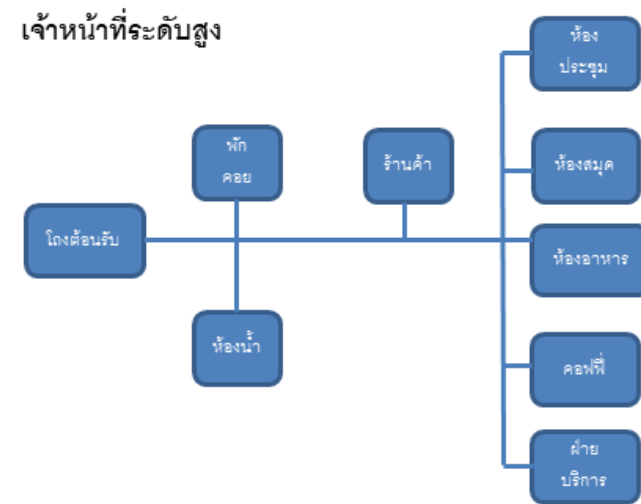 เจ้าหน้าที่ระดับสูง
ห้อง
ประชุม
พัก
คอย
ร้านค้า
ห้องสมุด
โถงต้อนรับ
ห้องอาหาร
ห้องน้ำ
คอฟฟี่
ฝ่าย
บริการ